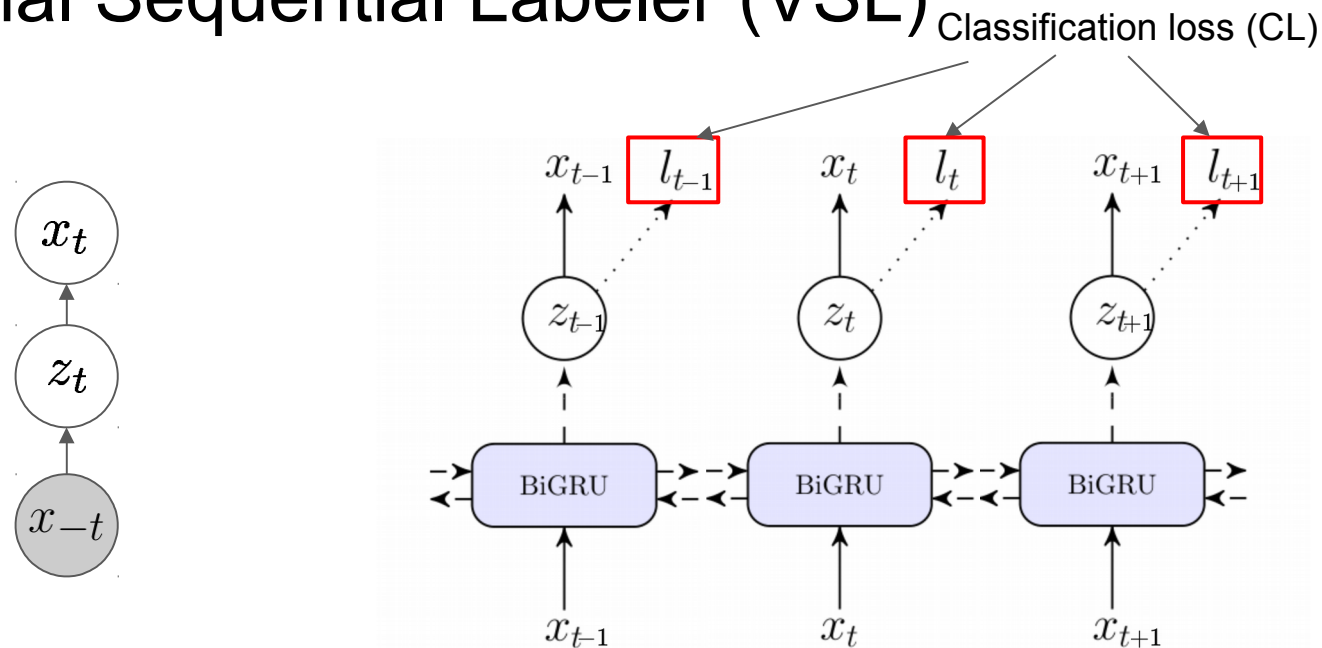 al Sequential Labeler (VSL)
Classification loss (CL)
x_{t-1} l_{t-1} x_t l_t x_{t+1} l_{t+1}
x_t
z_{t-1} z_t z_{t+1}
z_t
BiGRU BiGRU BiGRU
x_{-t}
x_{t-1} x_t x_{t+1}